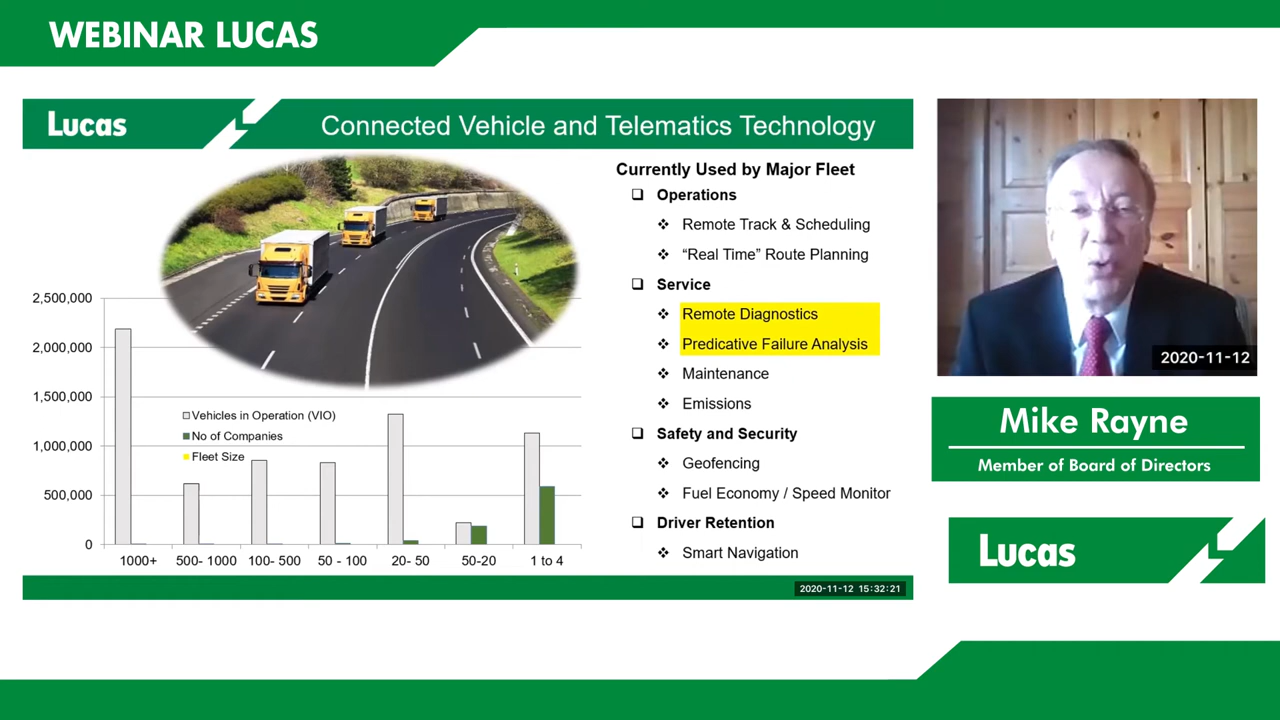 WEBINAR LUCAS
Lucas
Connected Vehicle and Telematics Technology
Currently Used by Major Fleet
Operations
Remote Track & Scheduling
“Real Time” Route Planning
Service
Remote Diagnostics
Predicative Failure Analysis
Maintenance
Emissions
Safety and Security
Geofencing
Fuel Economy / Speed Monitor
Driver Retention
Smart Navigation
2,500,000
2,000,000
1,500,000
1,000,000
500,000
0
Vehicles in Operation (VIO)
No of Companies
Fleet Size
1000+ 500- 1000 100- 500 50 - 100 20- 50 50-20 1 to 4
2020-11-12 15:32:21
2020-11-12
Mike Rayne
Member of Board of Directors
Lucas